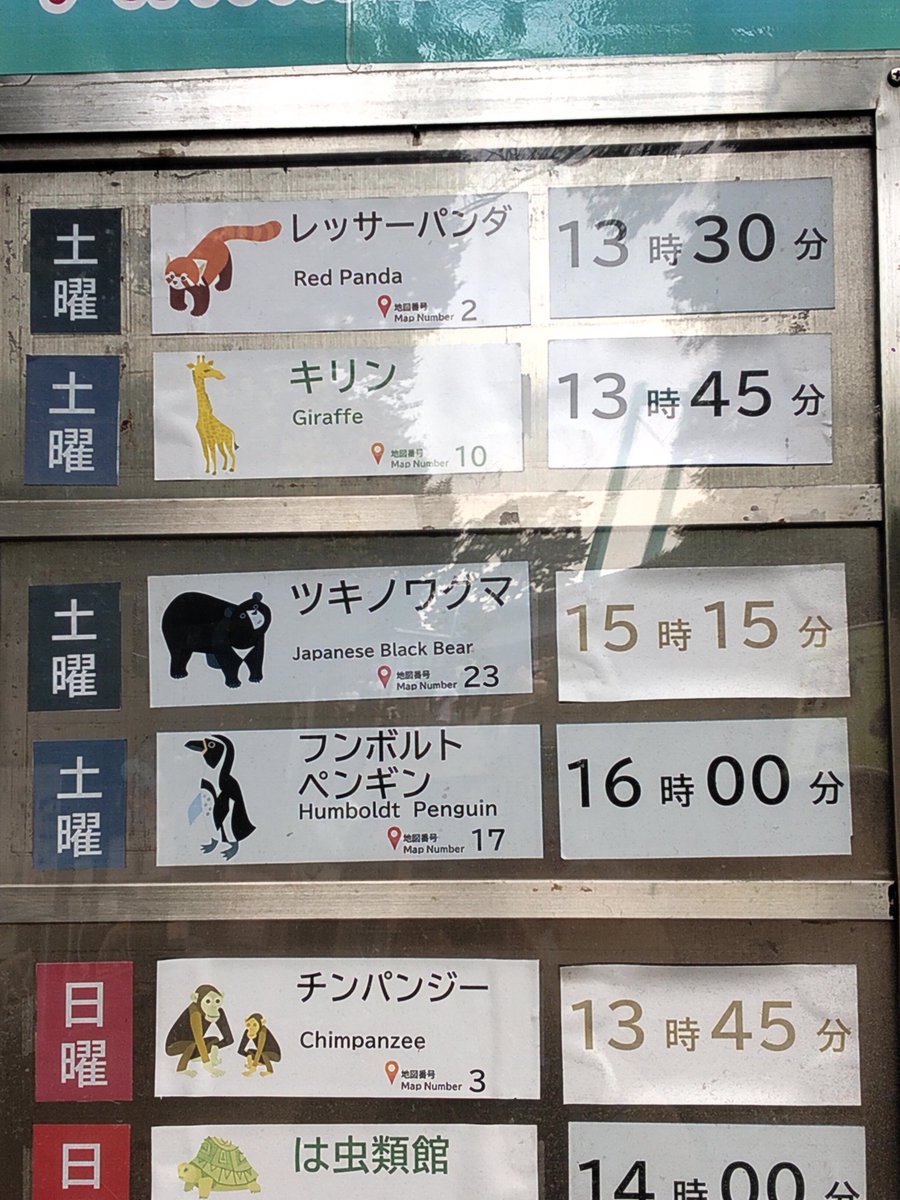 土曜
レッサーパンダ
Red Panda
地図番号
Map Number 2
13時30分
土曜
キリン
Giraffe
地図番号
Map Number 10
13時45分
土曜
ツキノワグマ
Japanese Black Bear
地図番号
Map Number 23
15時15分
土曜
フンボルト
ペンギン
Humboldt Penguin
地図番号
Map Number 17
16時00分
日曜
チンパンジー
Chimpanzee
地図番号
Map Number 3
13時45分
日
は虫類館
14時00分